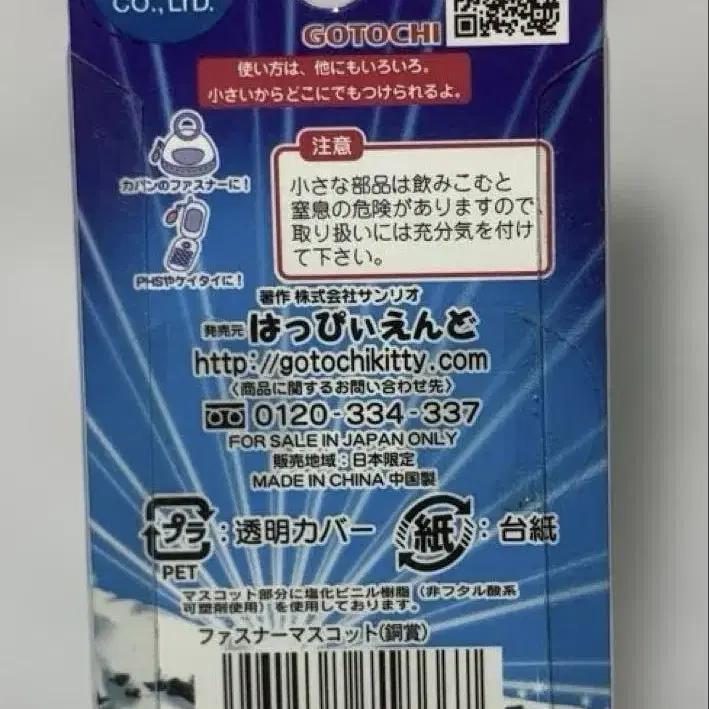 CO.,LTD.
GOTOCHI
使い方は、他にもいろいろ。
小さいからどこにでもつけられるよ。
注意
小さな部品は飲みこむと
窒息の危険がありますので、
取り扱いには充分気を付け
て下さい。
カバンのファスナーに!
PHSやケイタイに!
著作 株式会社サンリオ
発売元 はっぴぃえんど
http://gotochikitty.com
〈商品に関するお問い合わせ先〉
0120-334-337
FOR SALE IN JAPAN ONLY
販売地域:日本限定
MADE IN CHINA 中国製
プラ:透明カバー
PET
紙:台紙
マスコット部分に塩化ビニル樹脂(非フタル酸系
可塑剤使用)を使用しております。
ファスナーマスコット(銅賞)